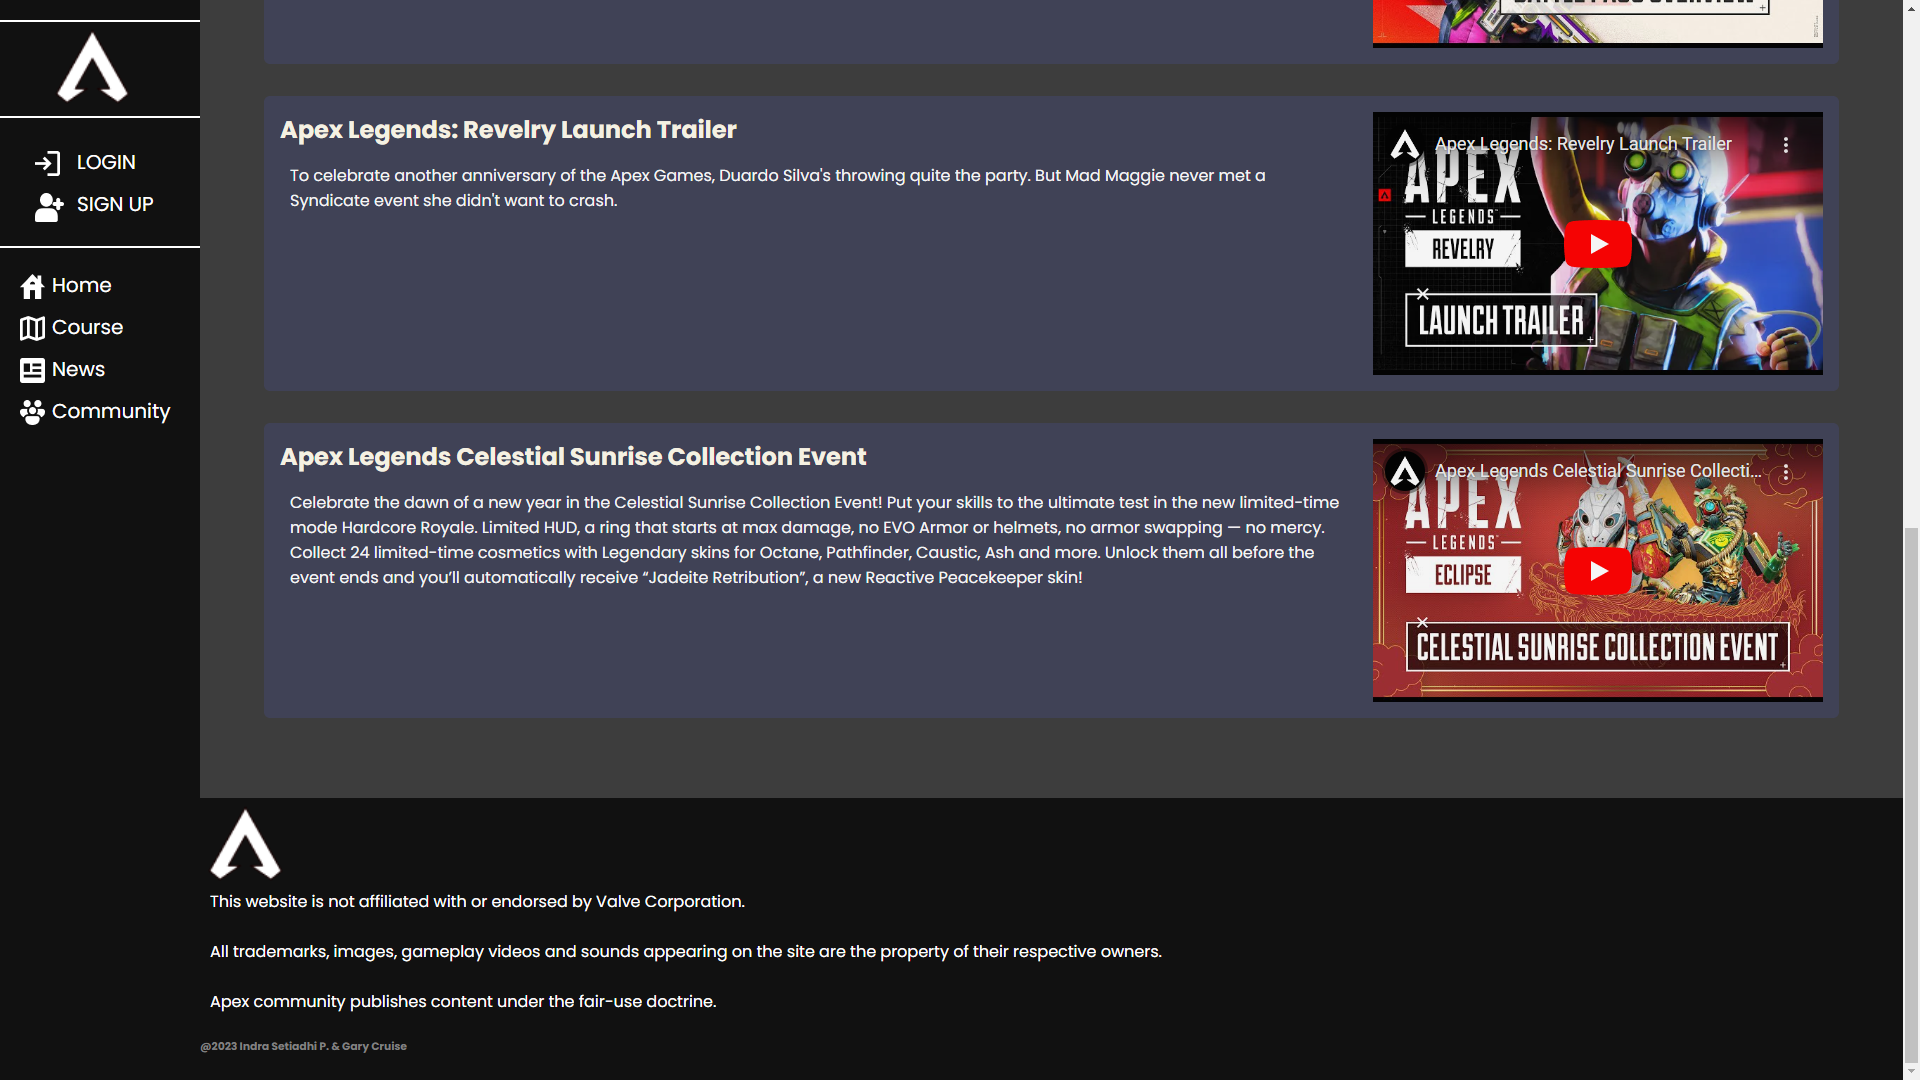 LOGIN
SIGN UP
Home
Course
News
Community
Apex Legends: Revelry Launch Trailer
To celebrate another anniversary of the Apex Games, Duardo Silva's throwing quite the party. But Mad Maggie never met a
Syndicate event she didn't want to crash.
Apex Legends: Revelry Launch Trailer
APEX
LEGENDS
REVELRY
LAUNCH TRAILER
Apex Legends Celestial Sunrise Collection Event
Celebrate the dawn of a new year in the Celestial Sunrise Collection Event! Put your skills to the ultimate test in the new limited-time
mode Hardcore Royale. Limited HUD, a ring that starts at max damage, no EVO Armor or helmets, no armor swapping — no mercy.
Collect 24 limited-time cosmetics with Legendary skins for Octane, Pathfinder, Caustic, Ash and more. Unlock them all before the
event ends and you’ll automatically receive “Jadeite Retribution”, a new Reactive Peacekeeper skin!
Apex Legends Celestial Sunrise Collecti...
APEX
LEGENDS
ECLIPSE
CELESTIAL SUNRISE COLLECTION EVENT
This website is not affiliated with or endorsed by Valve Corporation.
All trademarks, images, gameplay videos and sounds appearing on the site are the property of their respective owners.
Apex community publishes content under the fair-use doctrine.
@2023 Indra Setiadhi P. & Gary Cruise